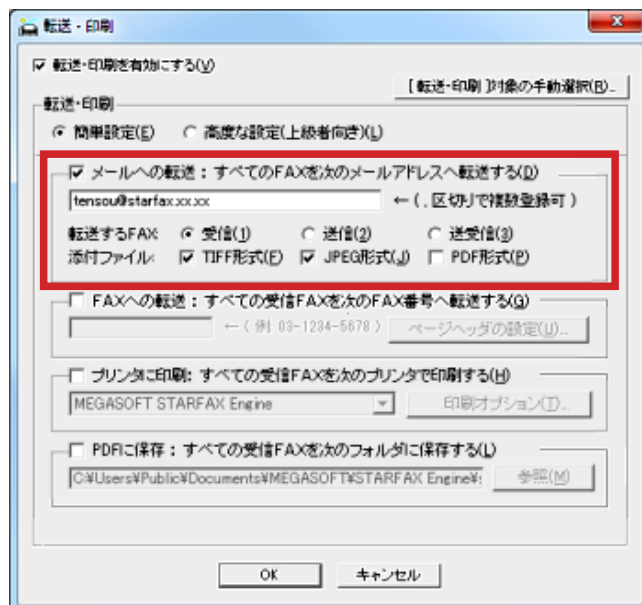 転送・印刷
転送・印刷を有効にする(V)
[転送・印刷]対象の手動選択(R)...
転送・印刷
簡単設定(E) 高度な設定(上級者向き)(L)
メールへの転送：すべてのFAXを次のメールアドレスへ転送する(D)
tensou@starfax.xx.xx ←(，区切りで複数登録可)
転送するFAX: 受信(1) 送信(2) 送受信(3)
添付ファイル: TIFF形式(F) JPEG形式(J) PDF形式(P)
FAXへの転送：すべての受信FAXを次のFAX番号へ転送する(G)
←(例: 03-1234-5678) ページヘッダの設定(U)...
プリンタに印刷: すべての受信FAXを次のプリンタで印刷する(H)
MEGASOFT STARFAX Engine 印刷オプション(T)...
PDFに保存：すべての受信FAXを次のフォルダに保存する(L)
C:¥Users¥Public¥Documents¥MEGASOFT¥STARFAX Engine¥ 参照(M)
OK キャンセル